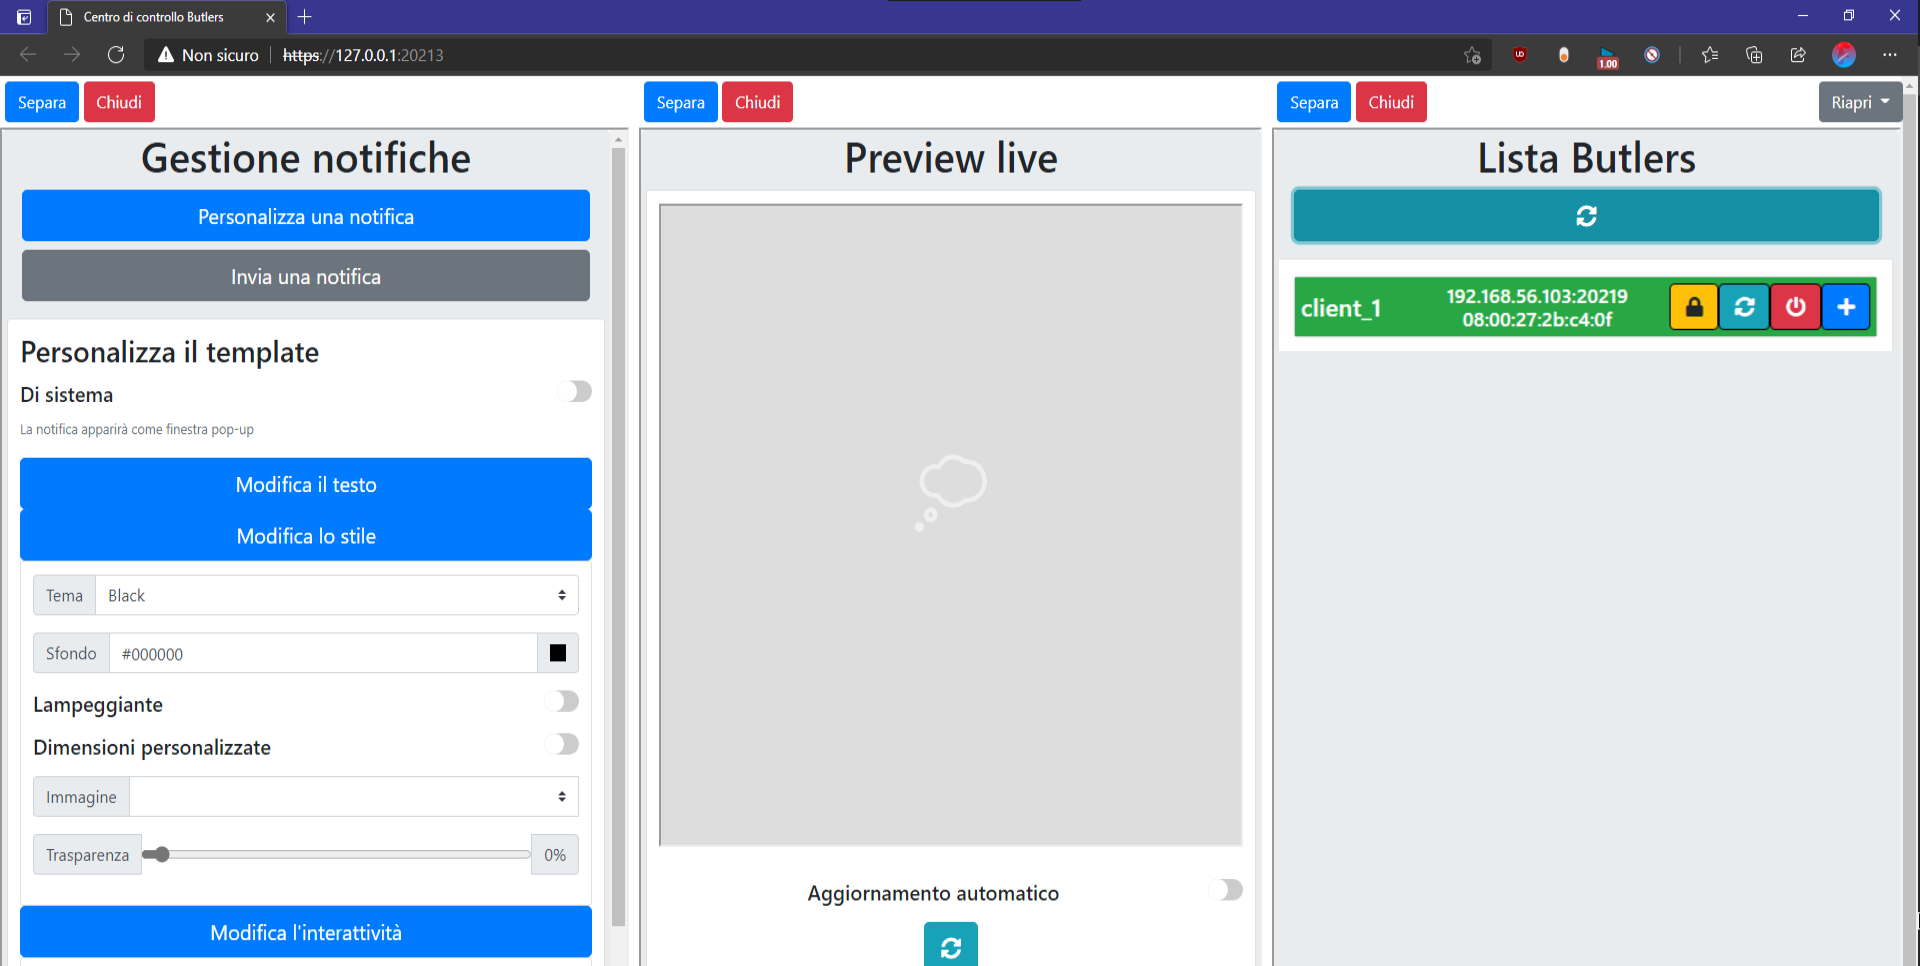 Centro di controllo Butlers
Non sicuro
https://127.0.0.1:20213
1.00
Separa
Chiudi
Gestione notifiche
Personalizza una notifica
Invia una notifica
Personalizza il template
Di sistema
La notifica apparirà come finestra pop-up
Modifica il testo
Modifica lo stile
Tema
Black
Sfondo
#000000
Lampeggiante
Dimensioni personalizzate
Immagine
Trasparenza
0%
Modifica l'interattività
Separa
Chiudi
Preview live
Aggiornamento automatico
Separa
Chiudi
Riapri
Lista Butlers
client_1
192.168.56.103:20219
08:00:27:2b:c4:0f